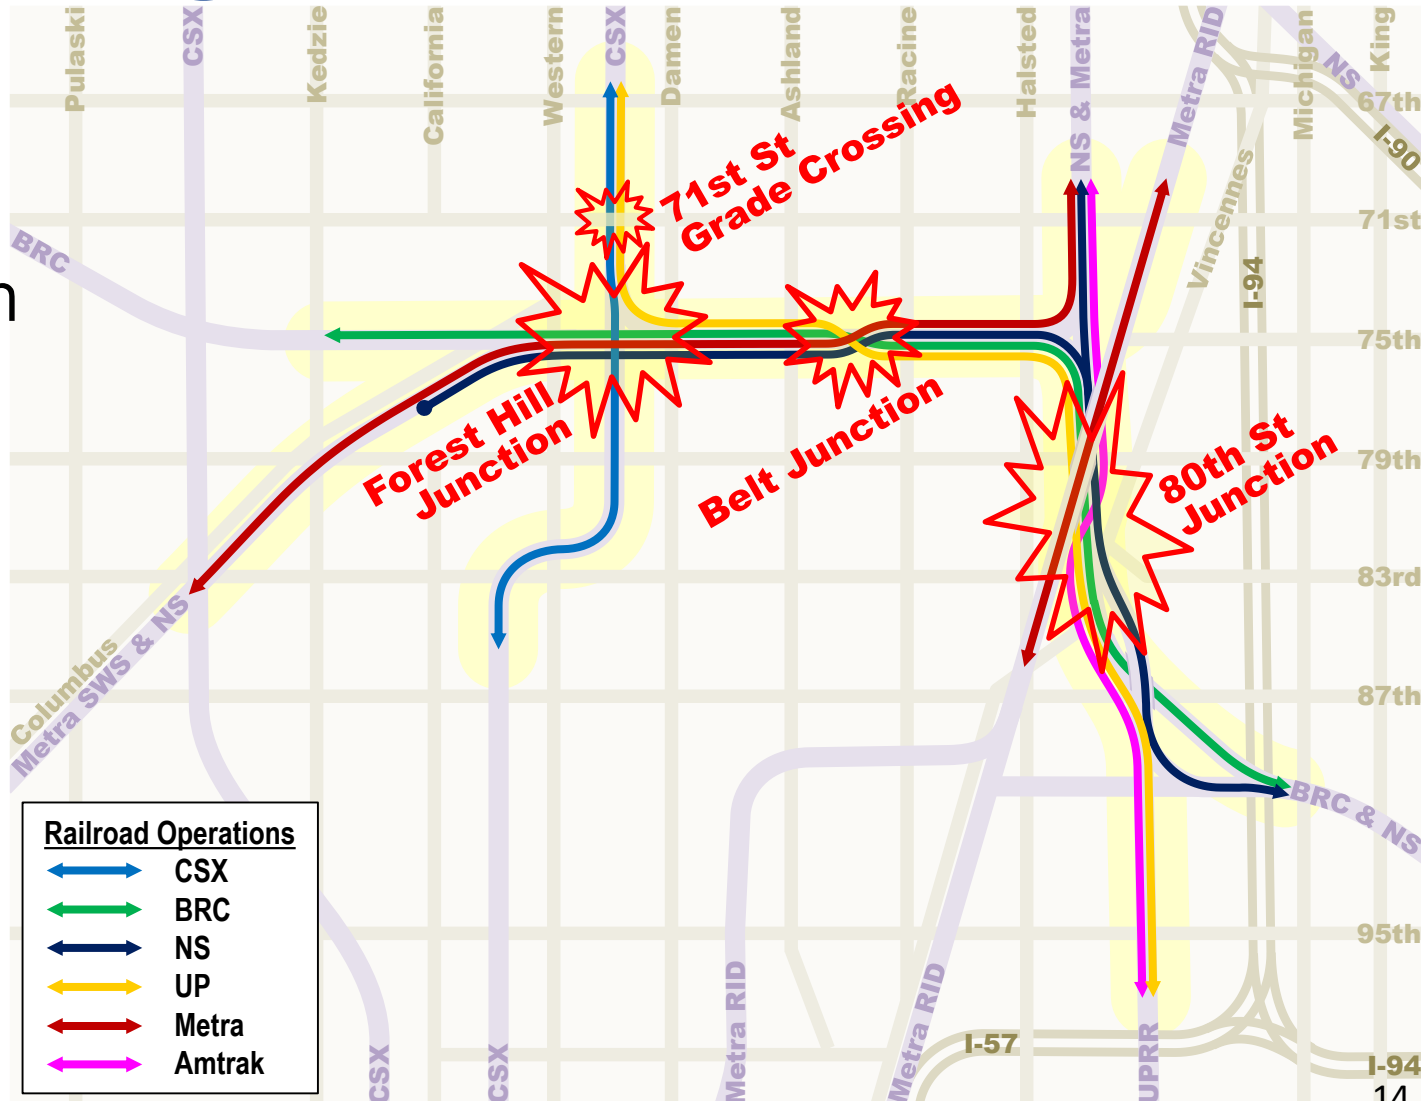 Pulaski
CSX
Kedzie
California
Western
CSX
Damen
Ashland
Racine
Halsted
NS & Metra
Metra RID
Michigan
NS
King
67th
I-90
71st St
Grade Crossing
Vincennes
71st
BRC
n
I-94
75th
Forest Hill
Junction
Belt Junction
80th St
Junction
79th
83rd
Columbus
Metra SWS & NS
87th
BRC & NS
Railroad Operations
CSX
BRC
NS
UP
Metra
Amtrak
95th
CSX
CSX
Metra RID
Metra RID
I-57
UPRR
I-94
14